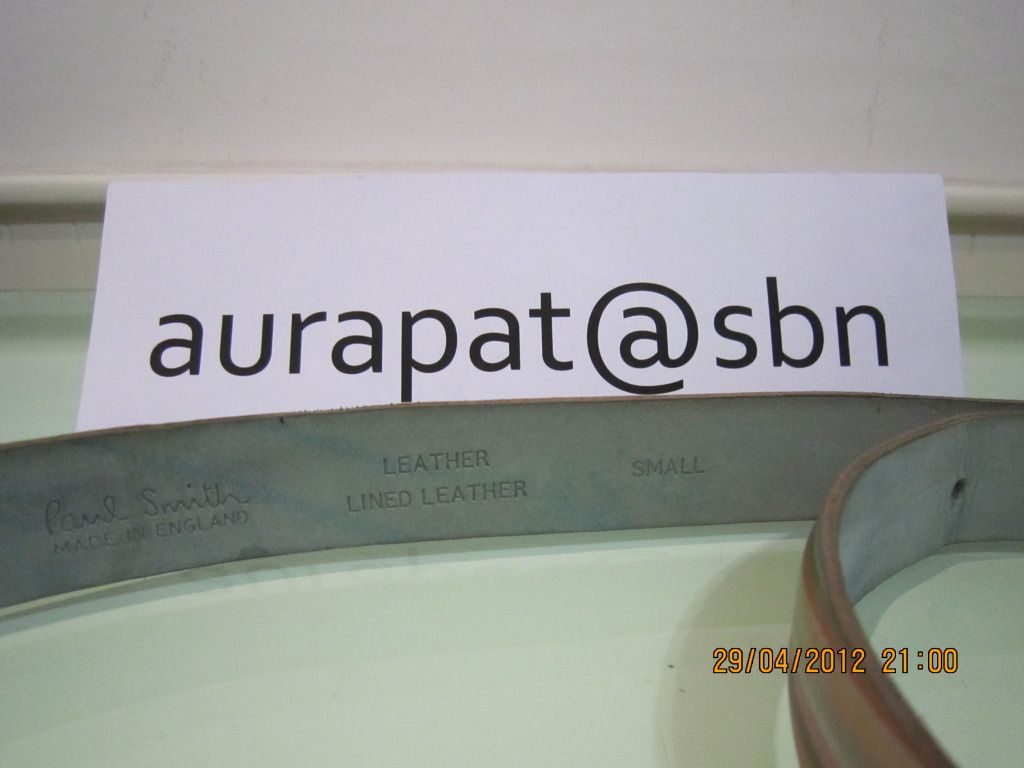 aurapat@sbn
LEATHER
LINED LEATHER
SMALL
Paul Smith
MADE IN ENGLAND
29/04/2012 21:00